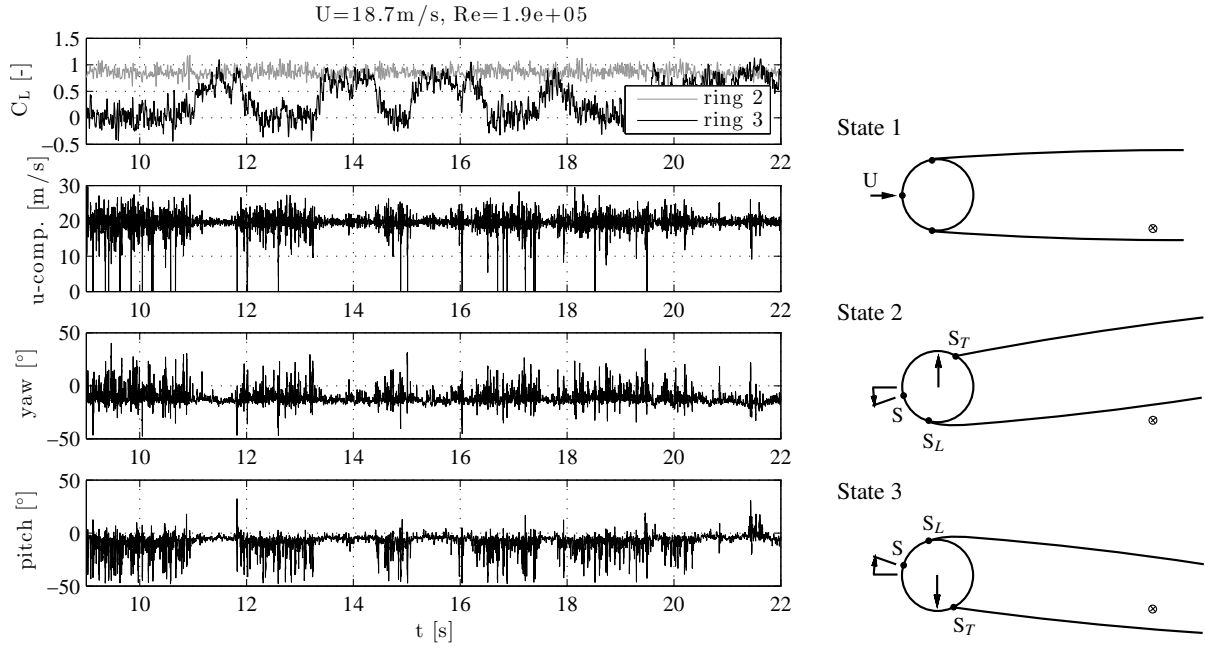 U=18.7m/s, Re=1.9e+05
C_L [-]
1.5
1
0.5
0
−0.5
ring 2
ring 3
10 12 14 16 18 20 22
u-comp. [m/s]
30
20
10
0
10 12 14 16 18 20 22
yaw [°]
50
0
−50
10 12 14 16 18 20 22
pitch [°]
50
0
−50
10 12 14 16 18 20 22
t [s]
State 1
U
State 2
S_T
S
S_L
State 3
S_L
S
S_T